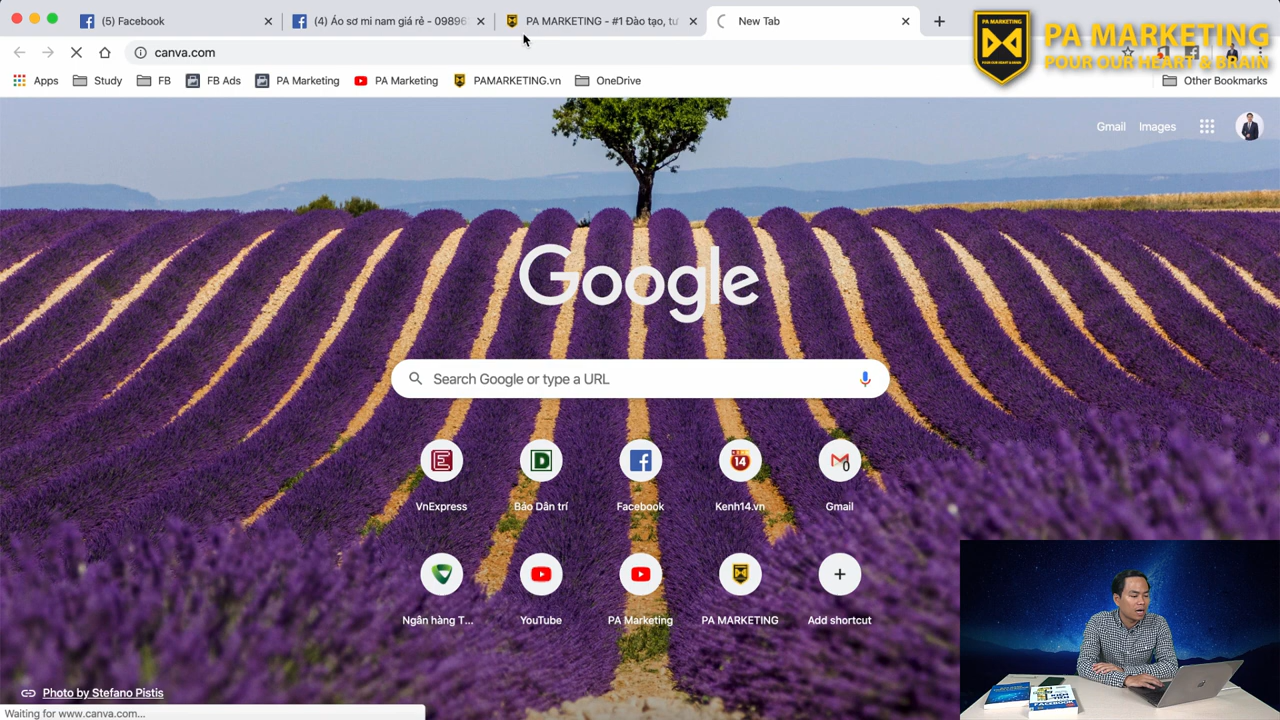 (5) Facebook
(4) Áo sơ mi nam giá rẻ - 09896
PA MARKETING - #1 Đào tạo, tư
New Tab
canva.com
PA MARKETING
POUR OUR HEART & BRAIN
Apps
Study
FB
FB Ads
PA Marketing
PA Marketing
PAMARKETING.vn
OneDrive
Other Bookmarks
Gmail
Images
Google
Search Google or type a URL
VnExpress
Báo Dân trí
Facebook
Kenh14.vn
Gmail
Ngân hàng T...
YouTube
PA Marketing
PA MARKETING
Add shortcut
Photo by Stefano Pistis
Waiting for www.canva.com...